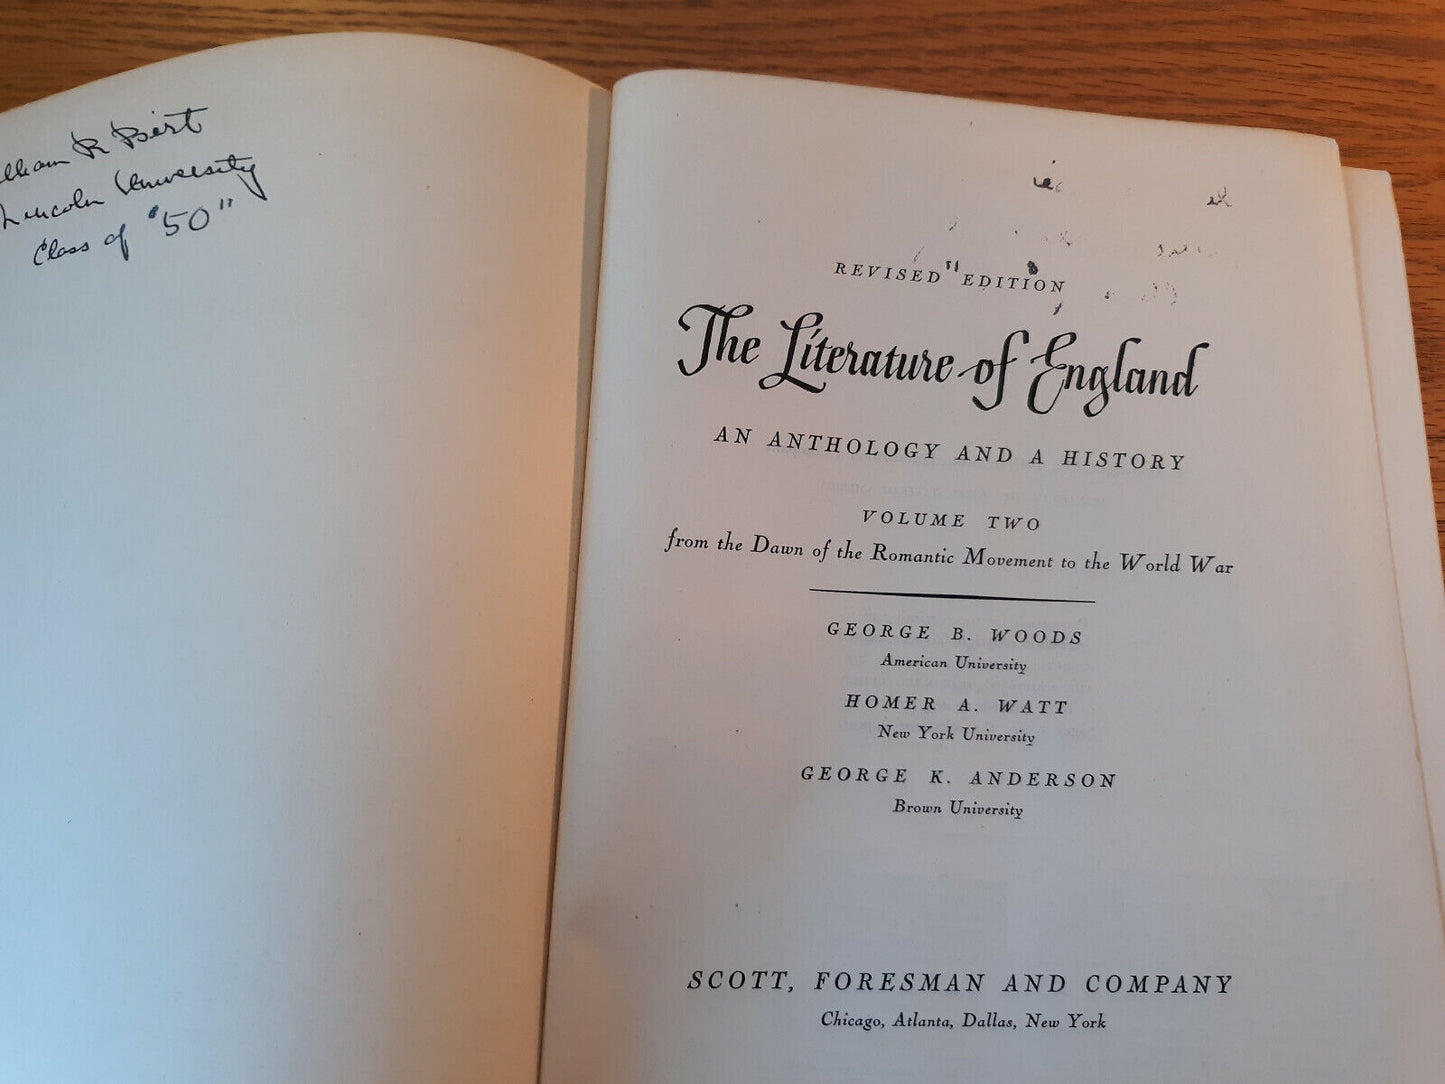 R Bert
Lincoln University
Class of "50"
REVISED EDITION
The Literature of England
AN ANTHOLOGY AND A HISTORY
VOLUME TWO
from the Dawn of the Romantic Movement to the World War
GEORGE B. WOODS
American University
HOMER A. WATT
New York University
GEORGE K. ANDERSON
Brown University
SCOTT, FORESMAN AND COMPANY
Chicago, Atlanta, Dallas, New York